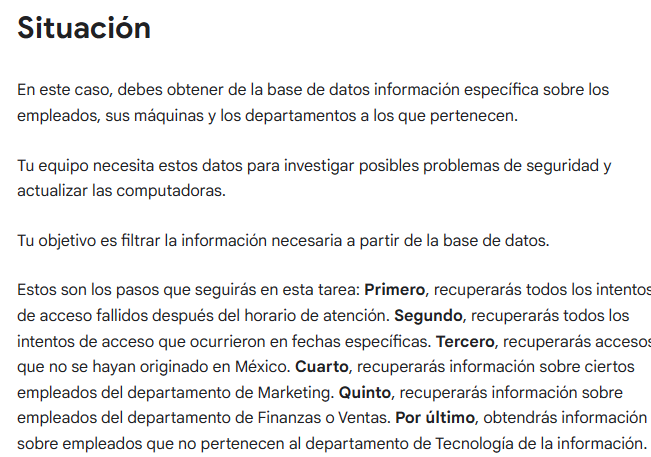 Situación
En este caso, debes obtener de la base de datos información específica sobre los
empleados, sus máquinas y los departamentos a los que pertenecen.
Tu equipo necesita estos datos para investigar posibles problemas de seguridad y
actualizar las computadoras.
Tu objetivo es filtrar la información necesaria a partir de la base de datos.
Estos son los pasos que seguirás en esta tarea: Primero, recuperarás todos los intentos
de acceso fallidos después del horario de atención. Segundo, recuperarás todos los
intentos de acceso que ocurrieron en fechas específicas. Tercero, recuperarás accesos
que no se hayan originado en México. Cuarto, recuperarás información sobre ciertos
empleados del departamento de Marketing. Quinto, recuperarás información sobre
empleados del departamento de Finanzas o Ventas. Por último, obtendrás información
sobre empleados que no pertenecen al departamento de Tecnología de la información.